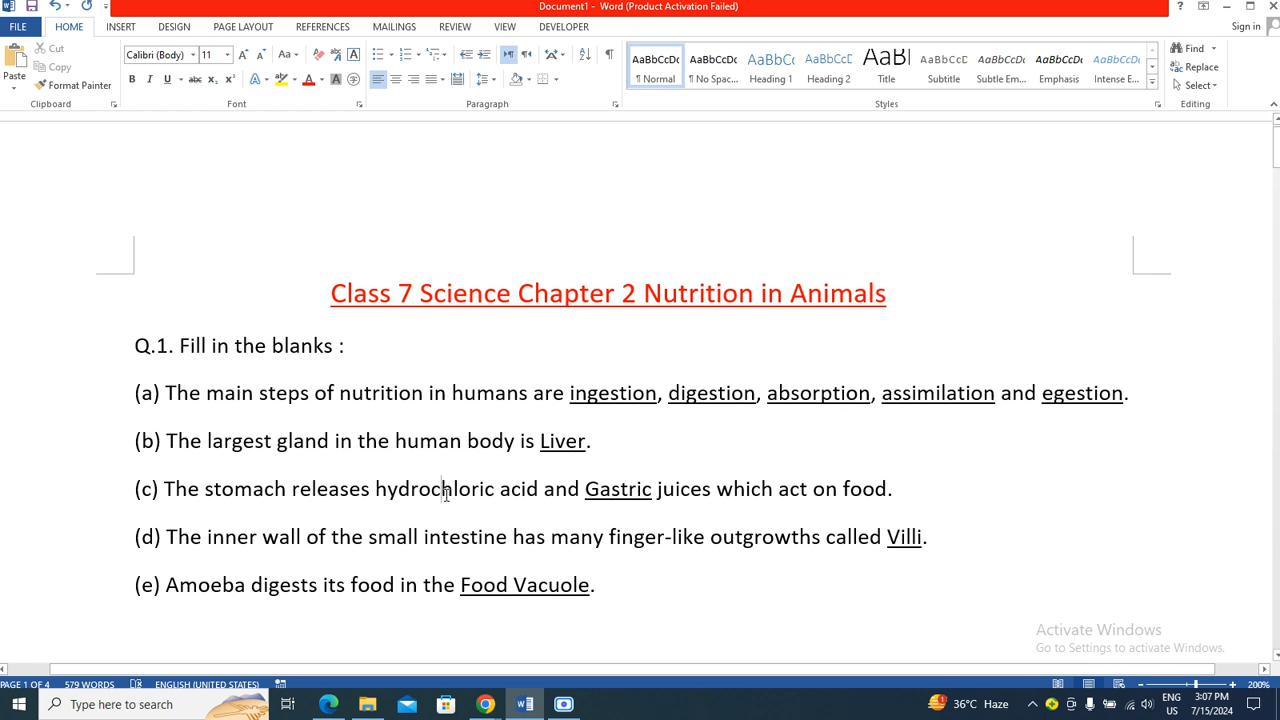 Document1 - Word (Product Activation Failed)
FILE HOME INSERT DESIGN PAGE LAYOUT REFERENCES MAILINGS REVIEW VIEW DEVELOPER Sign in
Paste Cut Copy Format Painter
Calibri (Body) 11
AaBbCcDc AaBbCcDc AaBbCc AaBbCcC AaBl AaBbCcD AaBbCcDc AaBbCcDc AaBbCcDc
¶ Normal ¶ No Spac... Heading 1 Heading 2 Title Subtitle Subtle Em... Emphasis Intense E...
Find Replace Select
Clipboard Font Paragraph Styles Editing
Class 7 Science Chapter 2 Nutrition in Animals
Q.1. Fill in the blanks :
(a) The main steps of nutrition in humans are ingestion, digestion, absorption, assimilation and egestion.
(b) The largest gland in the human body is Liver.
(c) The stomach releases hydrochloric acid and Gastric juices which act on food.
(d) The inner wall of the small intestine has many finger-like outgrowths called Villi.
(e) Amoeba digests its food in the Food Vacuole.
Activate Windows
Go to Settings to activate Windows.
PAGE 1 OF 4 579 WORDS ENGLISH (UNITED STATES) 200%
Type here to search 36°C Haze ENG US 3:07 PM 7/15/2024